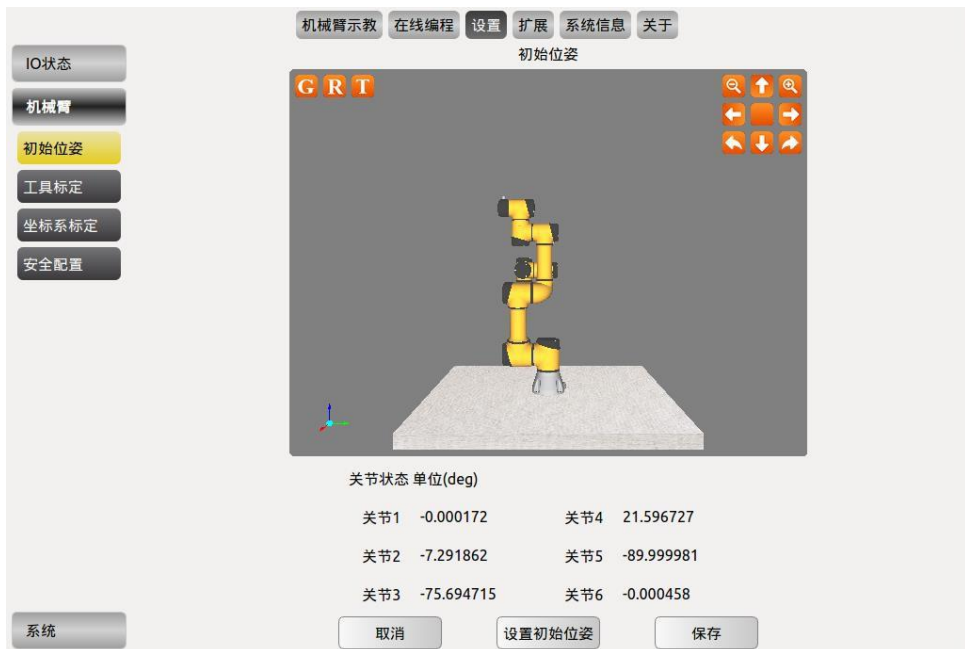 机械臂示教 在线编程 设置 扩展 系统信息 关于
初始位姿
IO状态
机械臂
初始位姿
工具标定
坐标系标定
安全配置
G R T
关节状态 单位(deg)
关节1 -0.000172 关节4 21.596727
关节2 -7.291862 关节5 -89.999981
关节3 -75.694715 关节6 -0.000458
系统
取消 设置初始位姿 保存